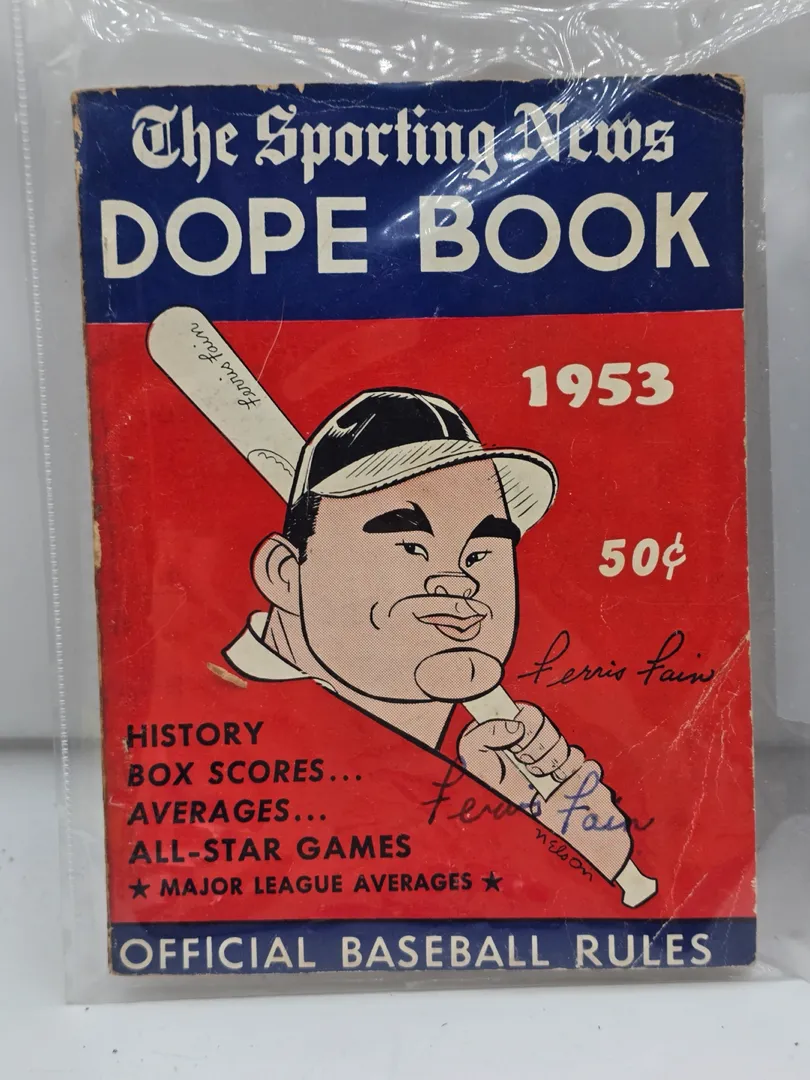 The Sporting News
DOPE BOOK
Ferris Fain
1953
50¢
Ferris Fain
HISTORY
BOX SCORES...
AVERAGES...
ALL-STAR GAMES
★ MAJOR LEAGUE AVERAGES ★
Ferris Fain
NELSON
OFFICIAL BASEBALL RULES